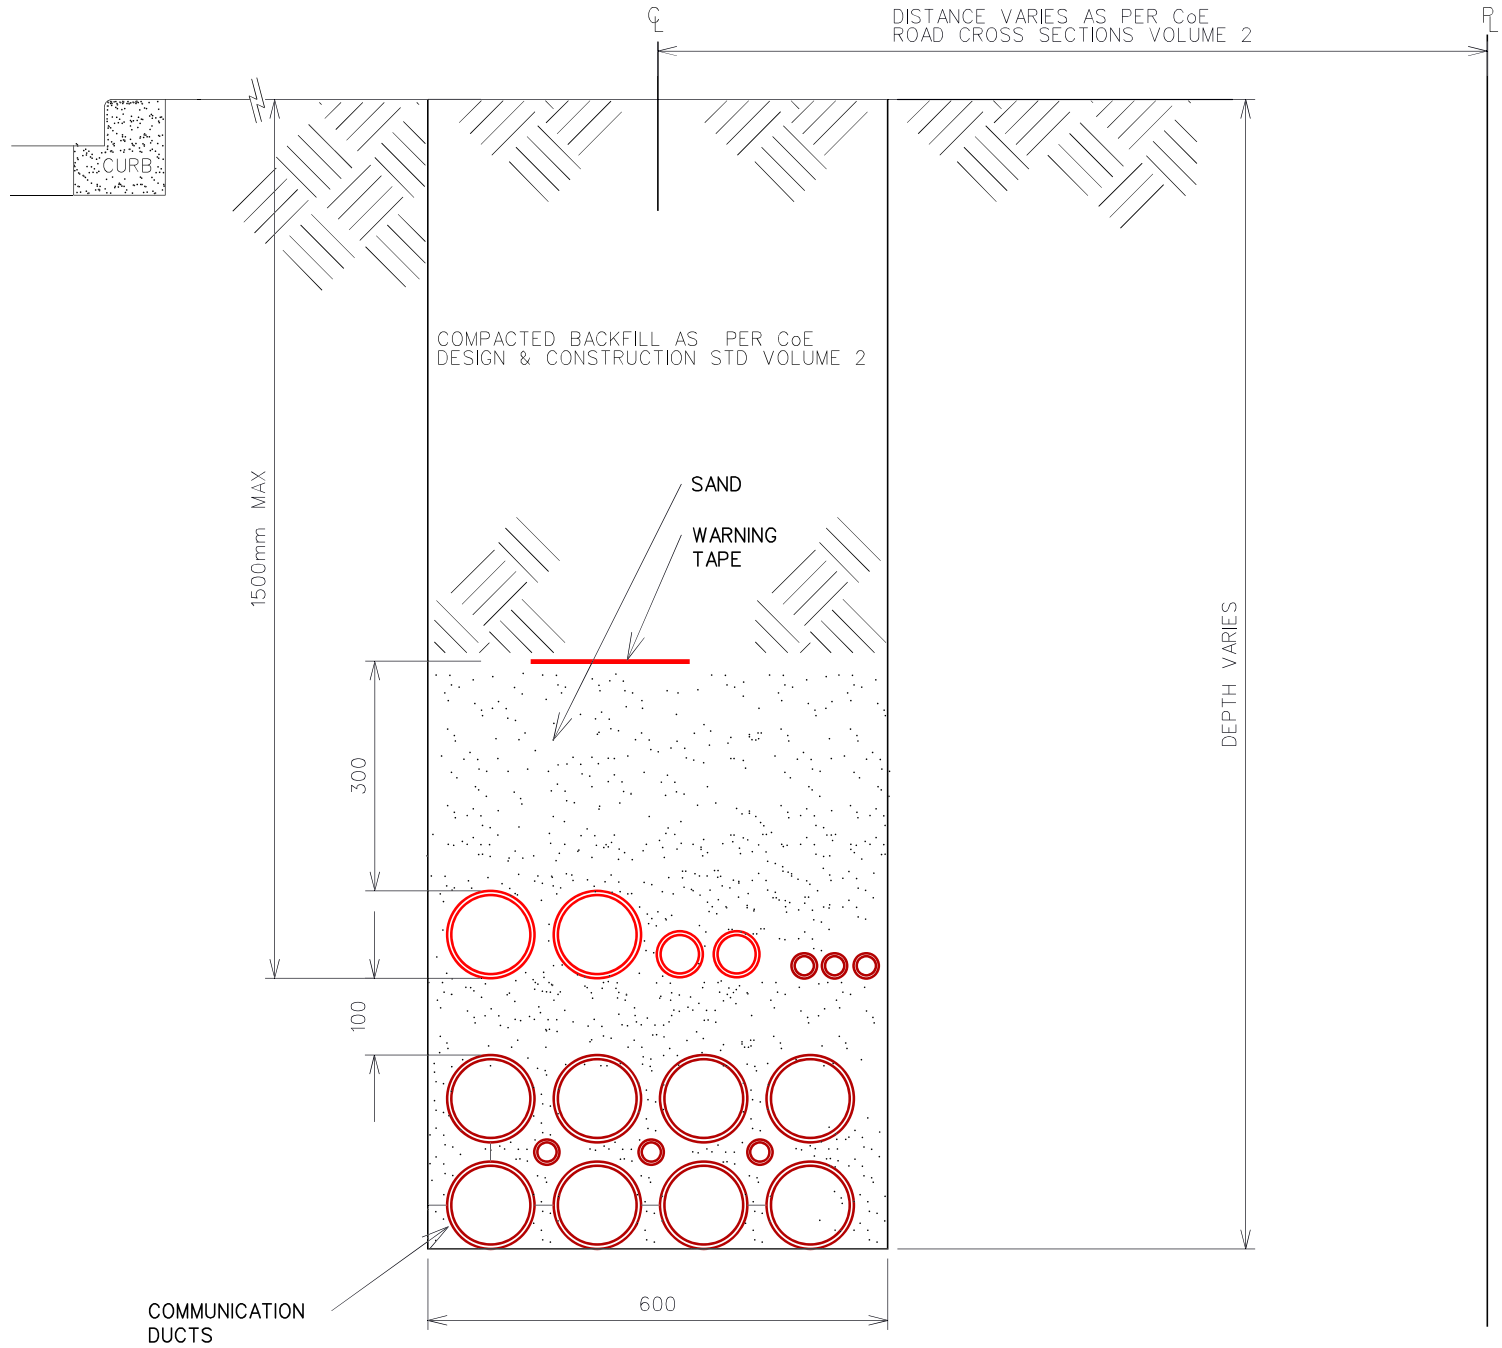 ℄
DISTANCE VARIES AS PER CoE
ROAD CROSS SECTIONS VOLUME 2
PL
CURB
COMPACTED BACKFILL AS PER CoE
DESIGN & CONSTRUCTION STD VOLUME 2
SAND
WARNING
TAPE
1500mm MAX
DEPTH VARIES
300
100
600
COMMUNICATION
DUCTS